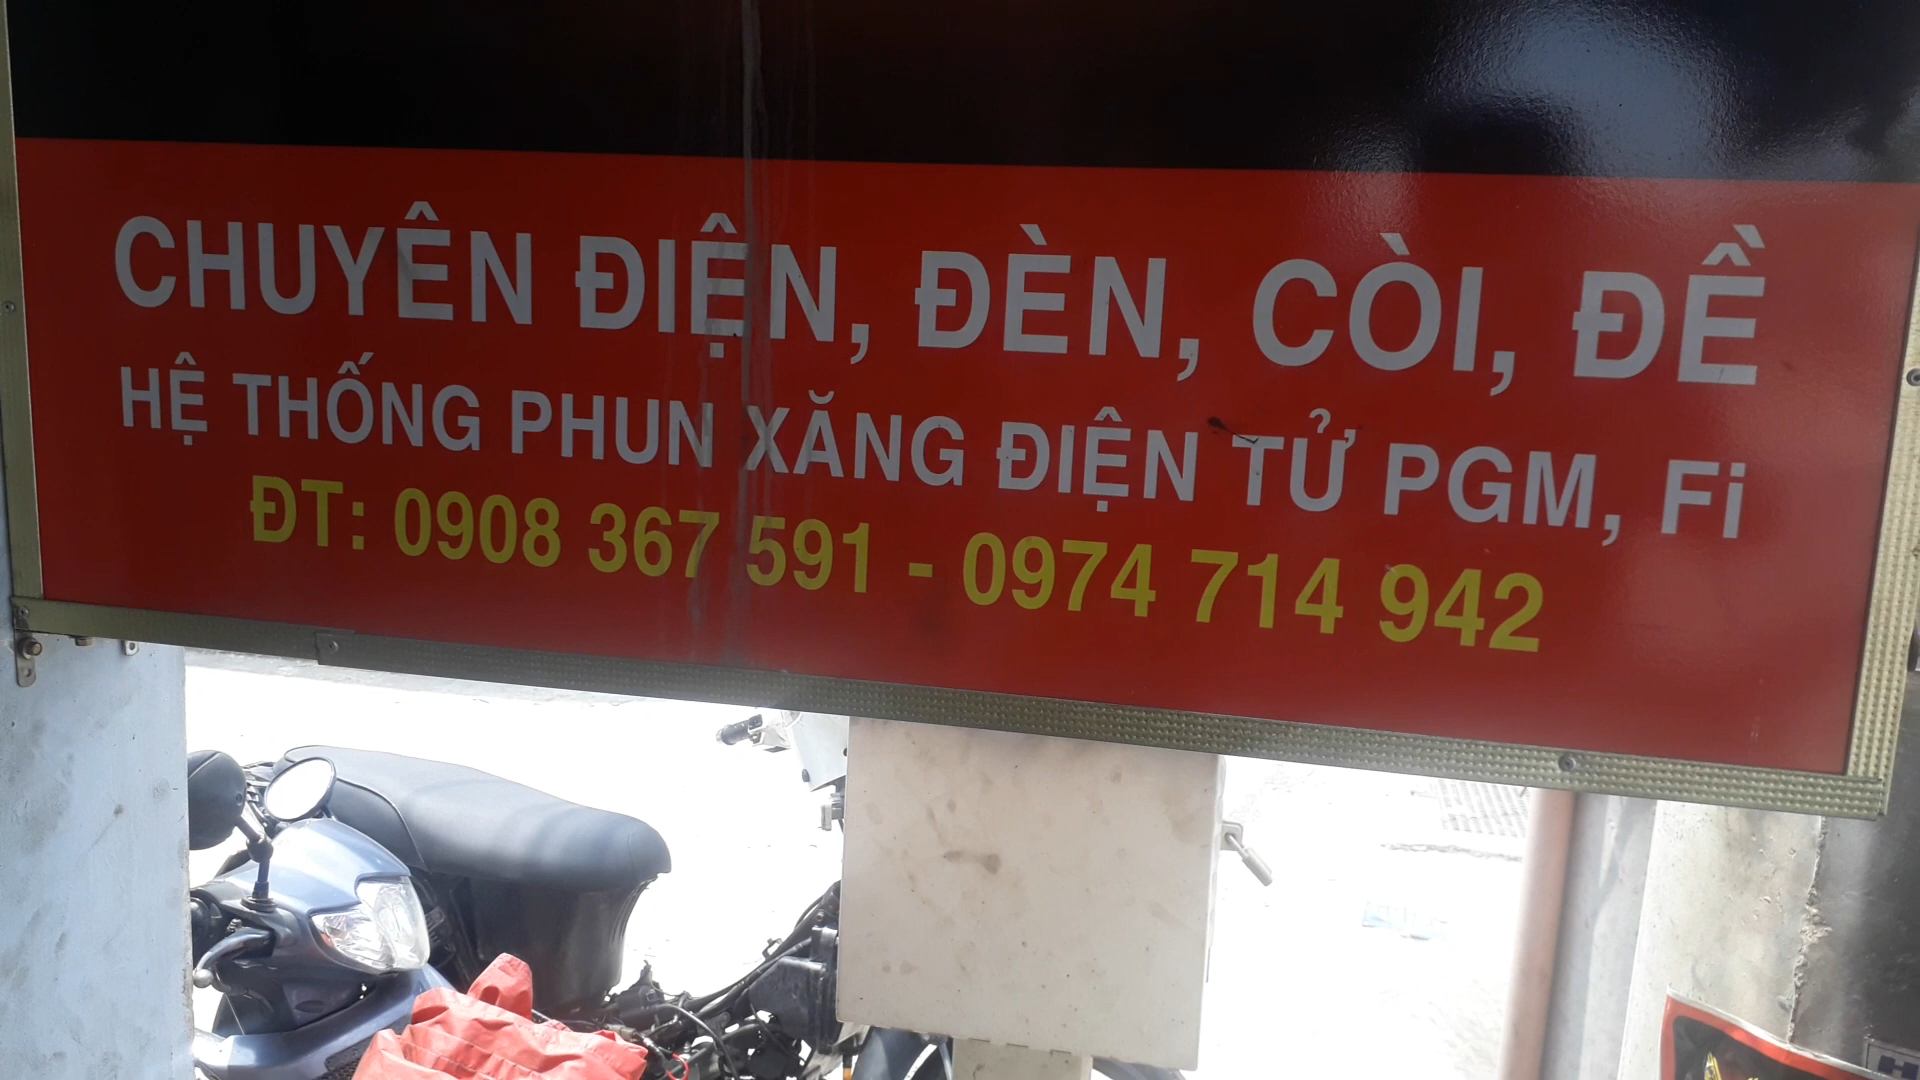 CHUYÊN ĐIỆN, ĐÈN, CÒI, ĐỀ
HỆ THỐNG PHUN XĂNG ĐIỆN TỬ PGM, Fi
ĐT: 0908 367 591 - 0974 714 942